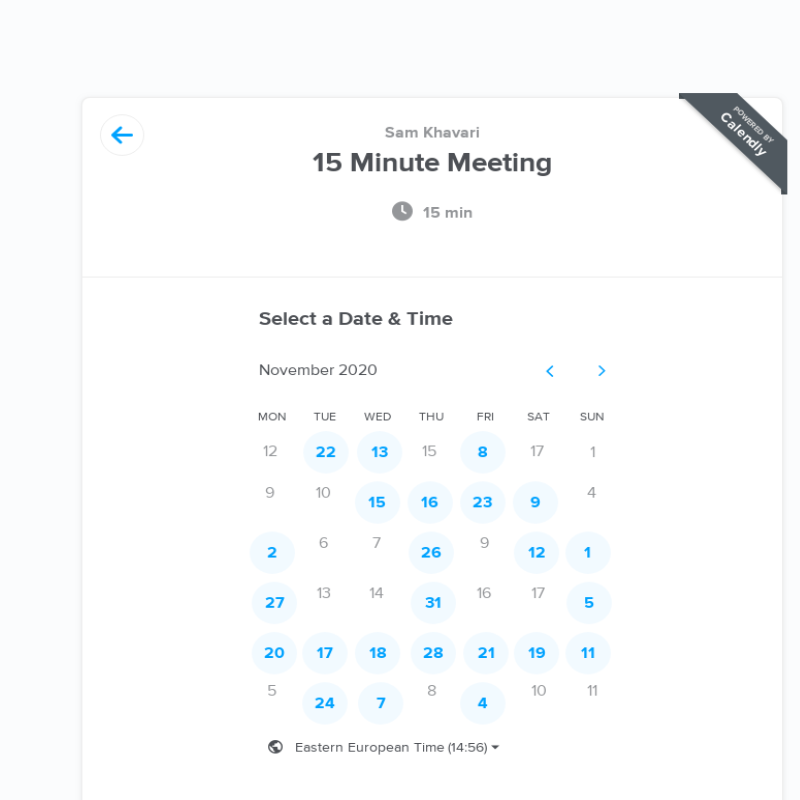 POWERED BY
Calendly
Sam Khavari
15 Minute Meeting
15 min
Select a Date & Time
November 2020
MON TUE WED THU FRI SAT SUN
12 22 13 15 8 17 1
9 10 15 16 23 9 4
2 6 7 26 9 12 1
27 13 14 31 16 17 5
20 17 18 28 21 19 11
5 24 7 8 4 10 11
Eastern European Time (14:56)